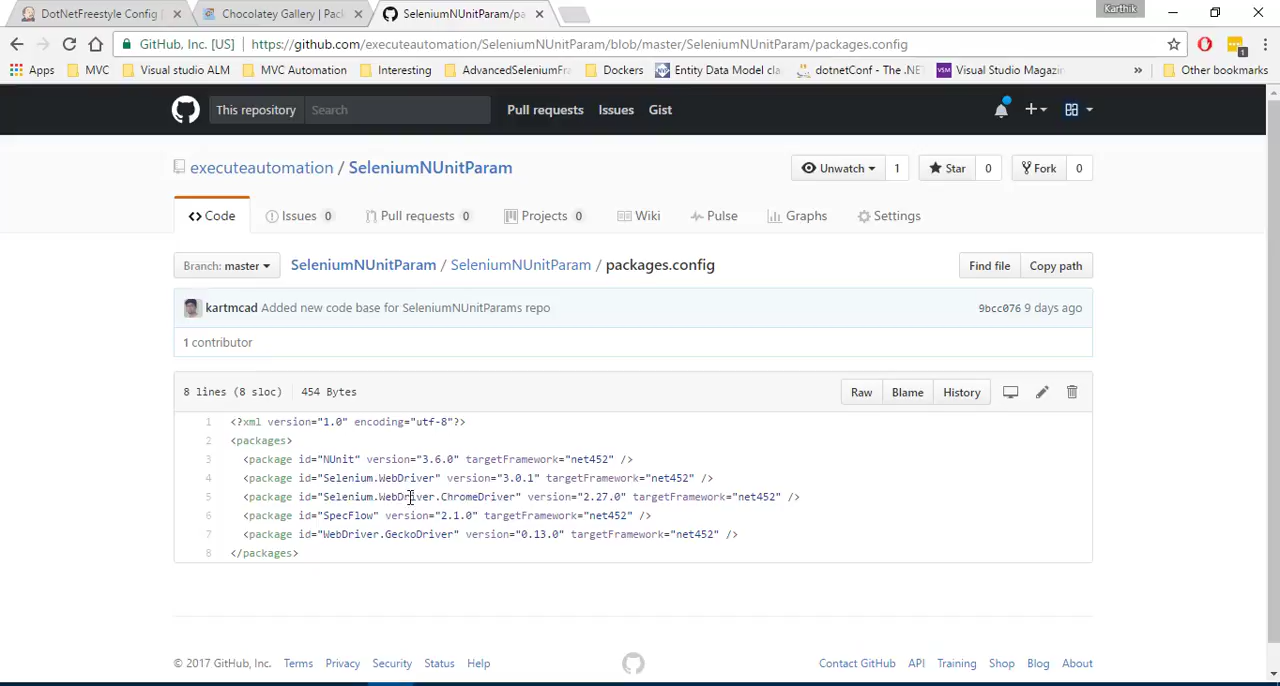 DotNetFreestyle Config [
Chocolatey Gallery | Pac
SeleniumNUnitParam/pa
Karthik
GitHub, Inc. [US]
https://github.com/executeautomation/SeleniumNUnitParam/blob/master/SeleniumNUnitParam/packages.config
Apps
MVC
Visual studio ALM
MVC Automation
Interesting
AdvancedSeleniumFra
Dockers
Entity Data Model cla
dotnetConf - The .NE
VSM
Visual Studio Magazin
»
Other bookmarks
This repository
Search
Pull requests
Issues
Gist
executeautomation / SeleniumNUnitParam
Unwatch 1
Star 0
Fork 0
<> Code
Issues 0
Pull requests 0
Projects 0
Wiki
Pulse
Graphs
Settings
Branch: master
SeleniumNUnitParam / SeleniumNUnitParam / packages.config
Find file
Copy path
kartmcad Added new code base for SeleniumNUnitParams repo
9bcc076 9 days ago
1 contributor
8 lines (8 sloc)
454 Bytes
Raw
Blame
History
1 <?xml version="1.0" encoding="utf-8"?>
2 <packages>
3 <package id="NUnit" version="3.6.0" targetFramework="net452" />
4 <package id="Selenium.WebDriver" version="3.0.1" targetFramework="net452" />
5 <package id="Selenium.WebDriver.ChromeDriver" version="2.27.0" targetFramework="net452" />
6 <package id="SpecFlow" version="2.1.0" targetFramework="net452" />
7 <package id="WebDriver.GeckoDriver" version="0.13.0" targetFramework="net452" />
8 </packages>
© 2017 GitHub, Inc.
Terms
Privacy
Security
Status
Help
Contact GitHub
API
Training
Shop
Blog
About